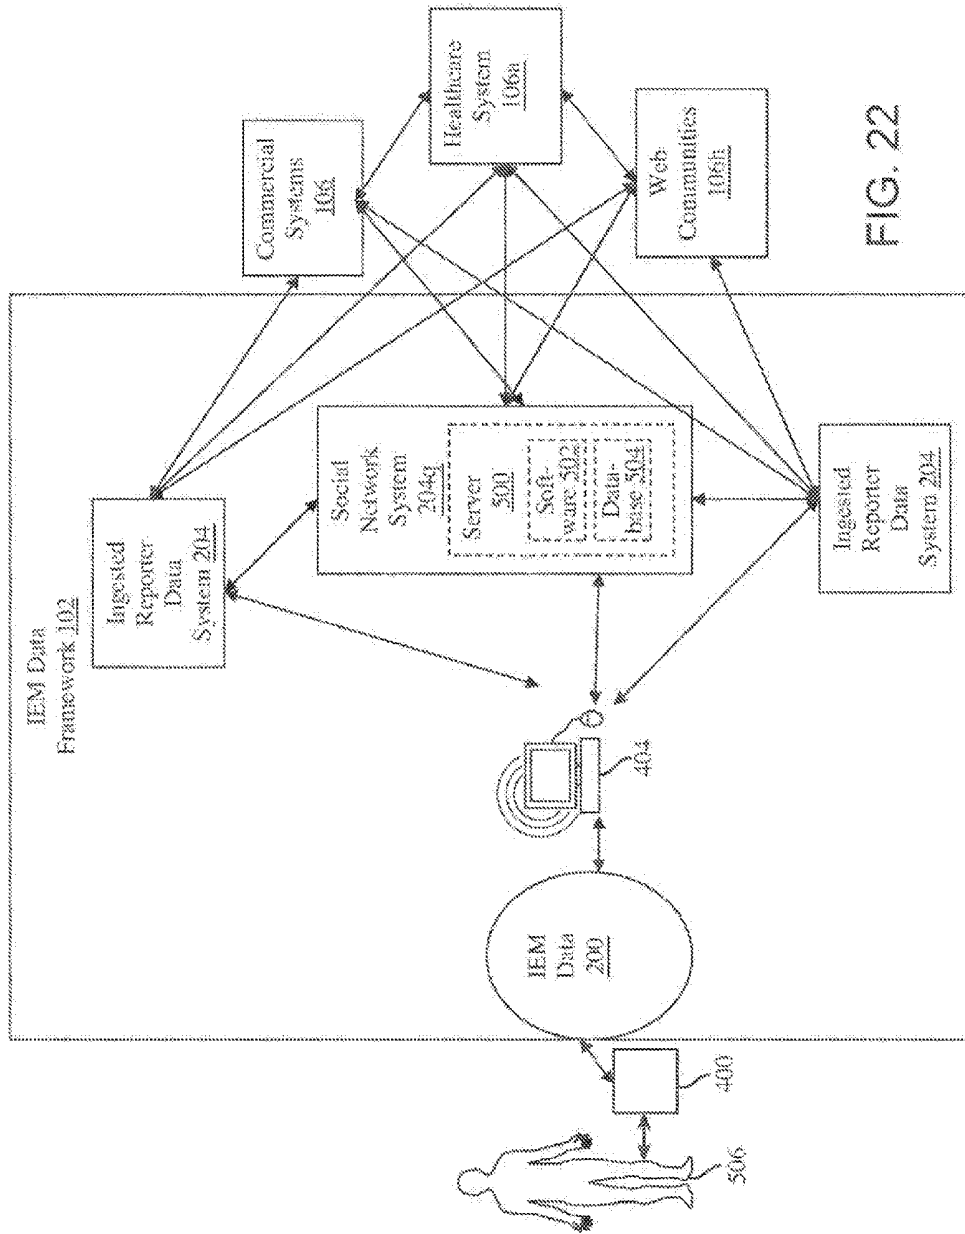 IEM Data
Framework 102
Ingested
Reporter
Data
System 204
Social
Network
System
204q
Server
500
Soft-
ware 502
Data-
base 504
Ingested
Reporter
Data
System 204
Commercial
Systems
106
Healthcare
System
106a
Web
Communities
106h
IEM
Data
200
404
400
506
FIG. 22